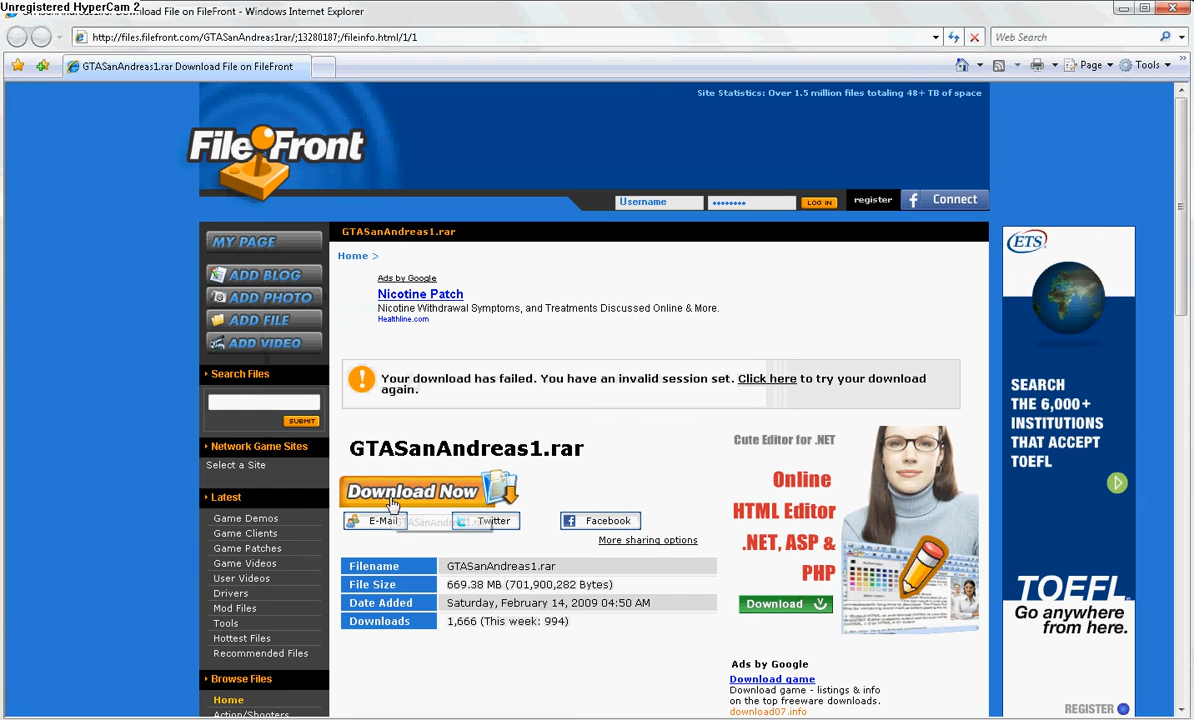 Unregistered HyperCam 2
Download File on FileFront - Windows Internet Explorer
http://files.filefront.com/GTASanAndreas1rar/;13280187;/fileinfo.html/1/1
Web Search
GTASanAndreas1.rar Download File on FileFront
Page
Tools
Site Statistics: Over 1.5 million files totaling 48+ TB of space
FileFront
Username
LOG IN
register
f Connect
MY PAGE
GTASanAndreas1.rar
Home >
ADD BLOG
ADD PHOTO
ADD FILE
ADD VIDEO
Ads by Google
Nicotine Patch
Nicotine Withdrawal Symptoms, and Treatments Discussed Online & More.
Healthline.com
Search Files
SUBMIT
Your download has failed. You have an invalid session set. Click here to try your download
again.
Network Game Sites
Select a Site
Latest
Game Demos
Game Clients
Game Patches
Game Videos
User Videos
Drivers
Mod Files
Tools
Hottest Files
Recommended Files
Browse Files
Home
Action/Shooters
GTASanAndreas1.rar
Download Now
E-Mail
Twitter
Facebook
More sharing options
Filename GTASanAndreas1.rar
File Size 669.38 MB (701,900,282 Bytes)
Date Added Saturday, February 14, 2009 04:50 AM
Downloads 1,666 (This week: 994)
Cute Editor for .NET
Online
HTML Editor
.NET, ASP &
PHP
Download
Ads by Google
Download game
Download game - listings & info
on the top freeware downloads.
download07.info
ETS
SEARCH
THE 6,000+
INSTITUTIONS
THAT ACCEPT
TOEFL
TOEFL
Go anywhere
from here.
REGISTER